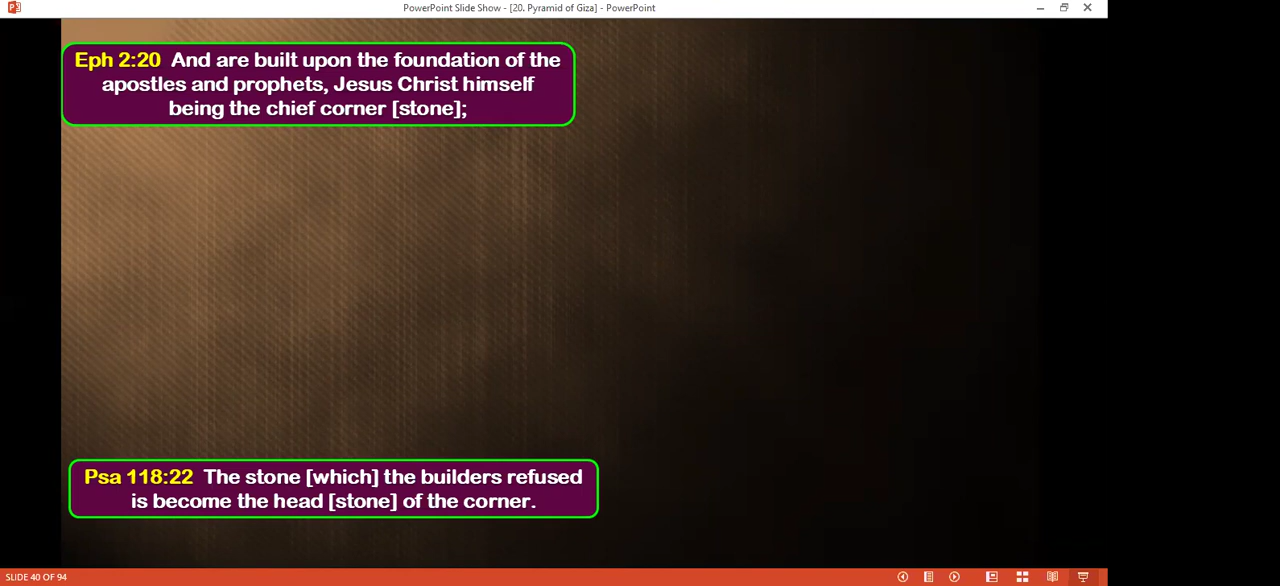 PowerPoint Slide Show - [20. Pyramid of Giza] - PowerPoint
Eph 2:20 And are built upon the foundation of the
apostles and prophets, Jesus Christ himself
being the chief corner [stone];
Psa 118:22 The stone [which] the builders refused
is become the head [stone] of the corner.
SLIDE 40 OF 94